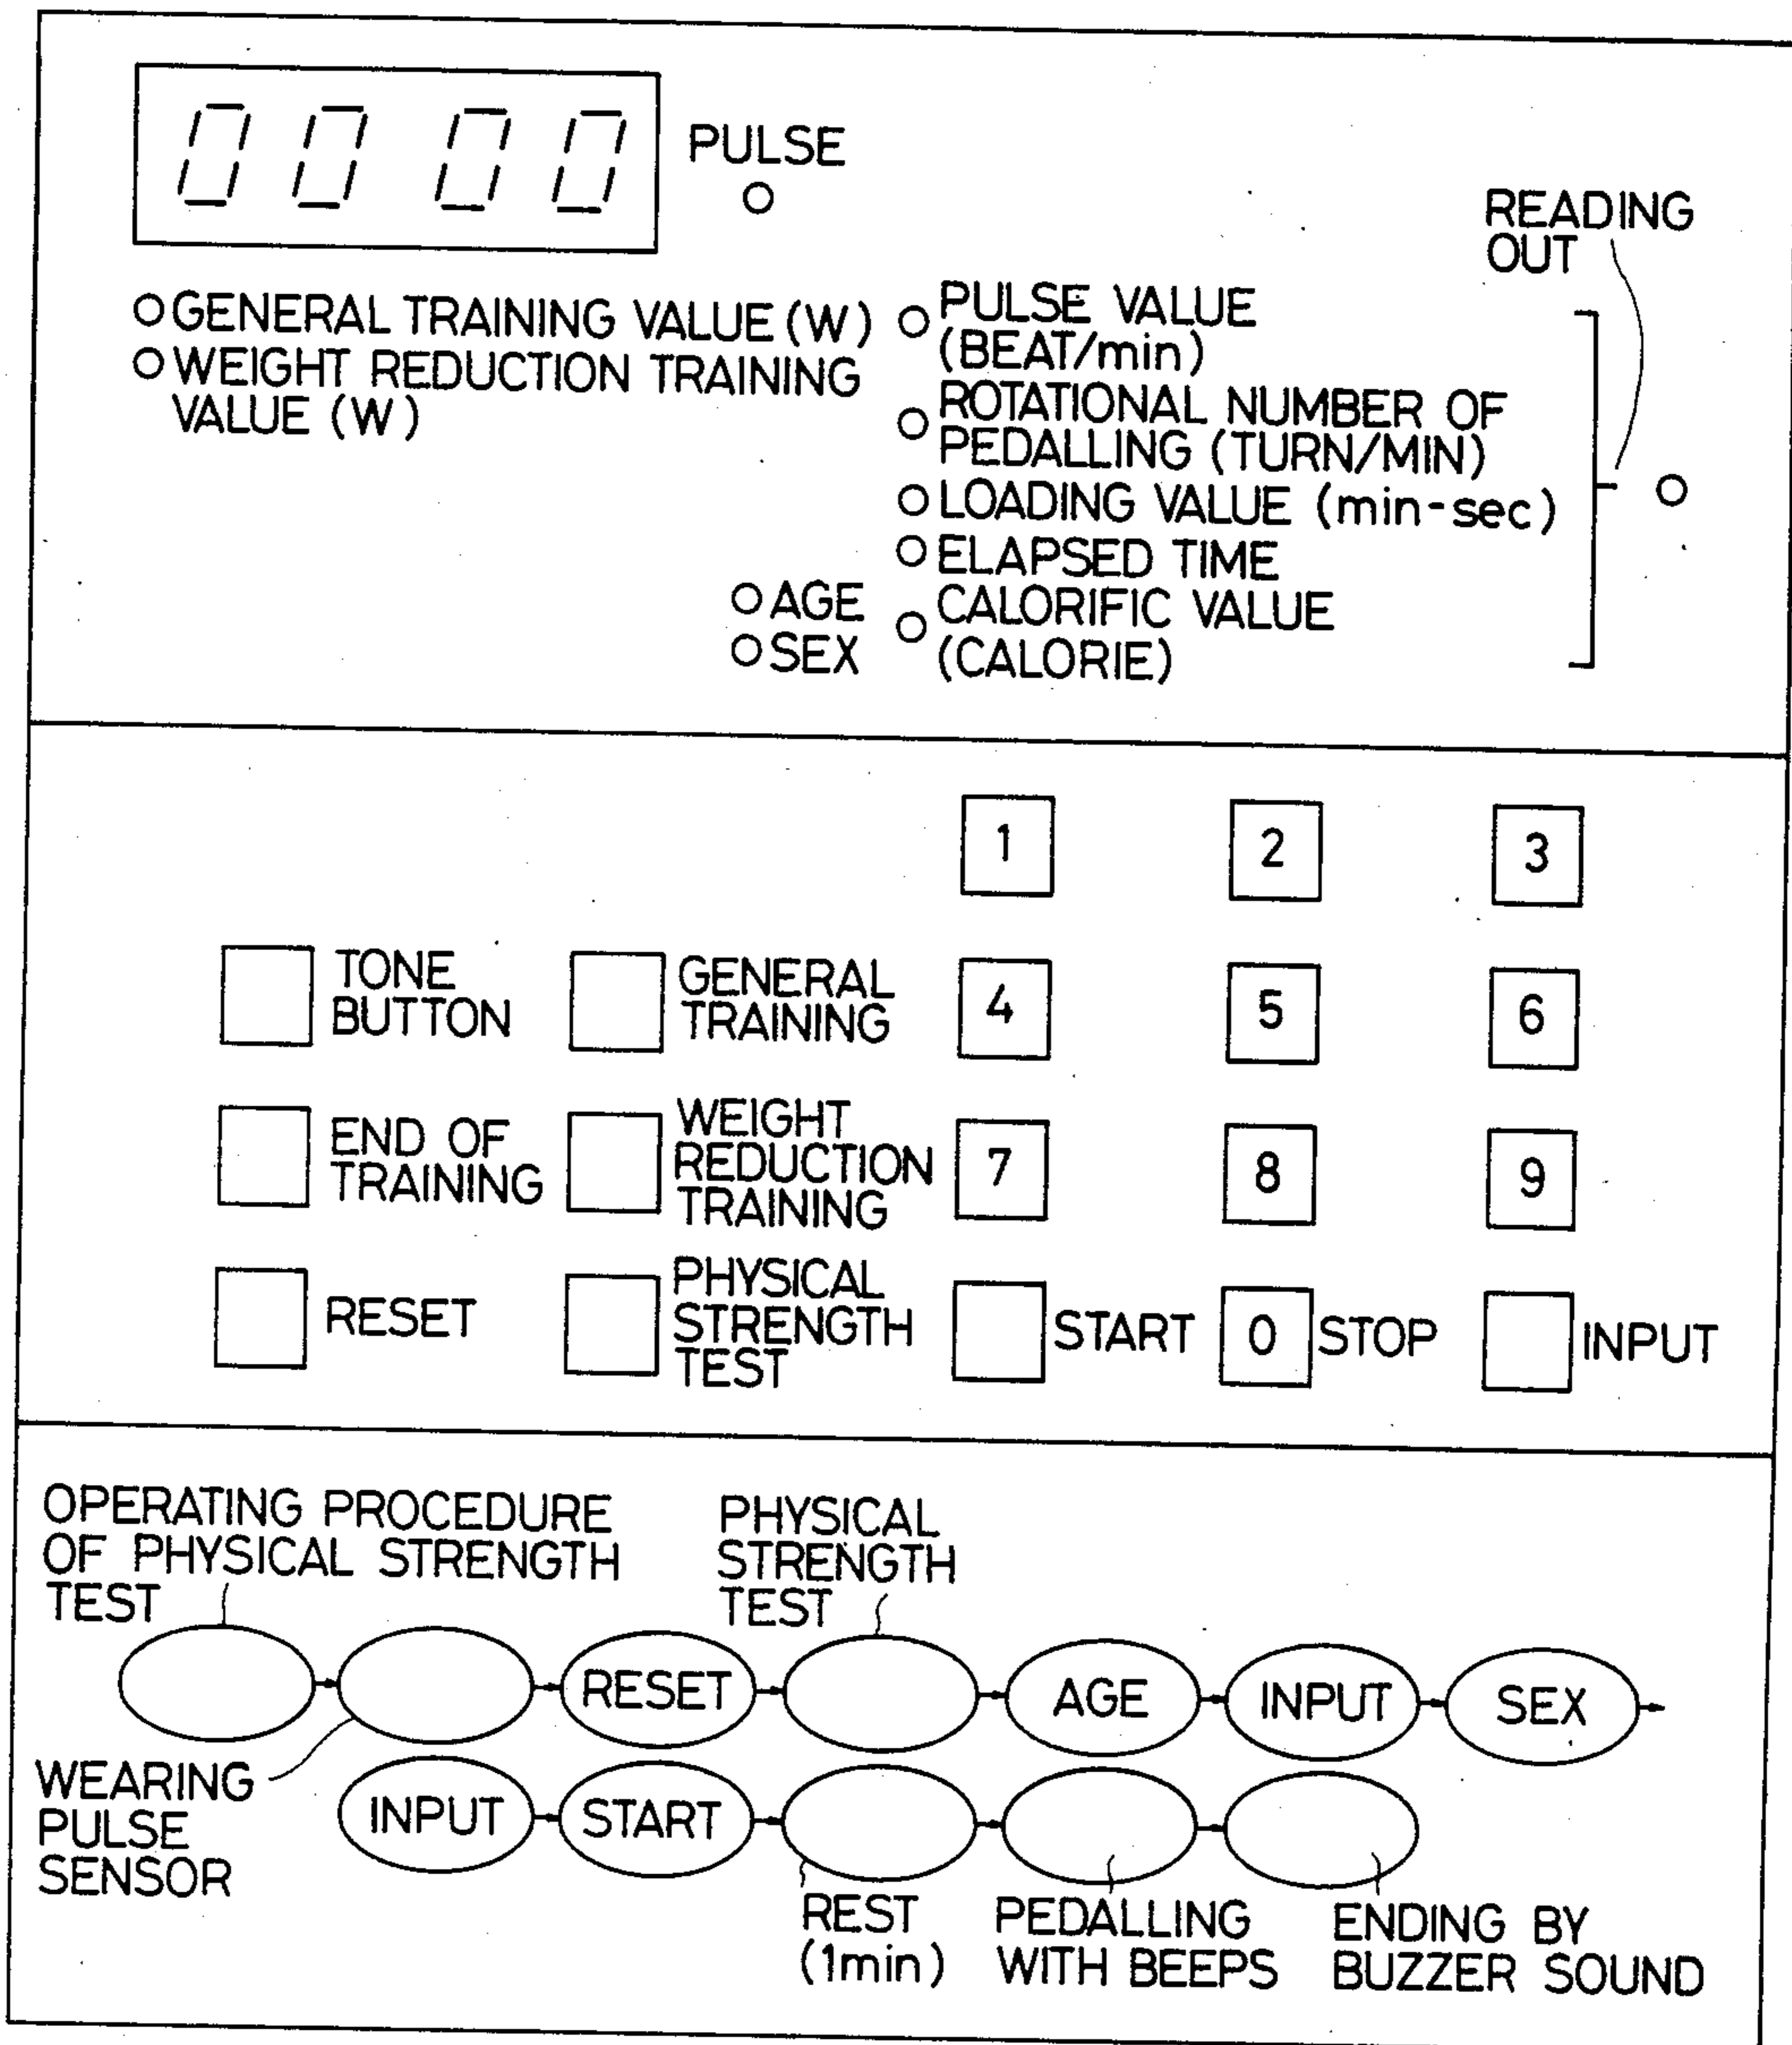 00 00
PULSE
READING
OUT
GENERAL TRAINING VALUE (W)
WEIGHT REDUCTION TRAINING
VALUE (W)
PULSE VALUE
(BEAT/min)
ROTATIONAL NUMBER OF
PEDALLING (TURN/MIN)
LOADING VALUE (min-sec)
ELAPSED TIME
AGE
SEX
CALORIFIC VALUE
(CALORIE)
1 2 3
TONE
BUTTON
GENERAL
TRAINING
4 5 6
END OF
TRAINING
WEIGHT
REDUCTION
TRAINING
7 8 9
RESET
PHYSICAL
STRENGTH
TEST
START
0 STOP
INPUT
OPERATING PROCEDURE
OF PHYSICAL STRENGTH
TEST
PHYSICAL
STRENGTH
TEST
RESET
AGE
INPUT
SEX
WEARING
PULSE
SENSOR
INPUT
START
REST
(1min)
PEDALLING
WITH BEEPS
ENDING BY
BUZZER SOUND